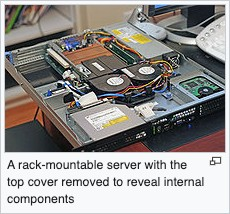 A rack-mountable server with the
top cover removed to reveal internal
components